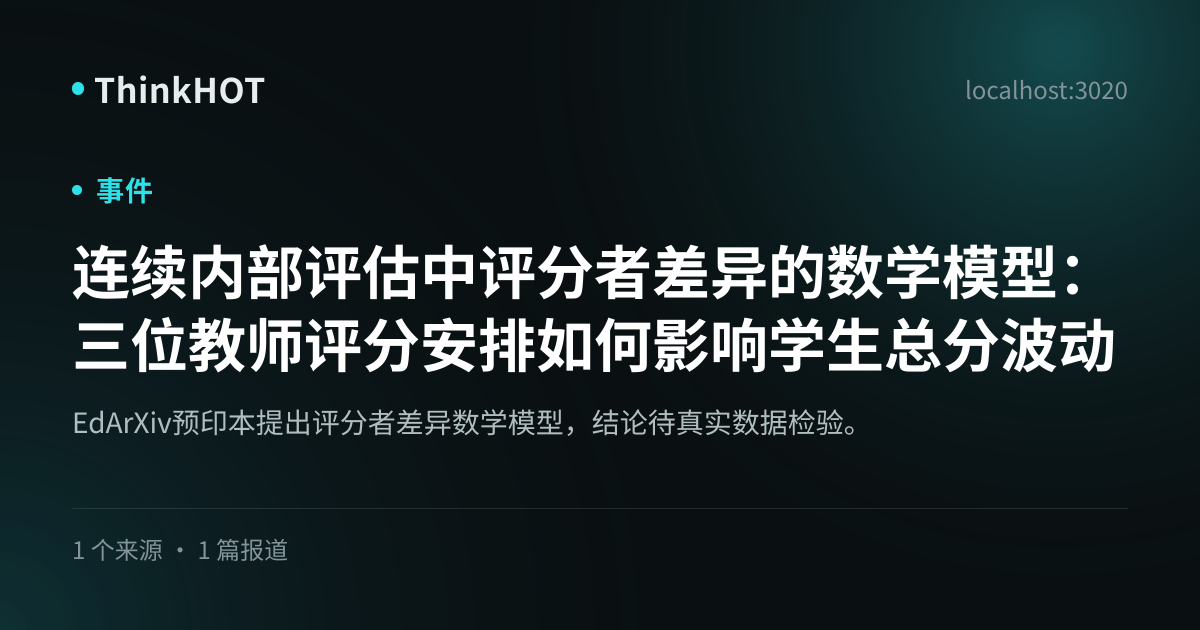 ThinkHOT
localhost:3020
事件
连续内部评估中评分者差异的数学模型：
三位教师评分安排如何影响学生总分波动
EdArXiv预印本提出评分者差异数学模型，结论待真实数据检验。
1 个来源 · 1 篇报道